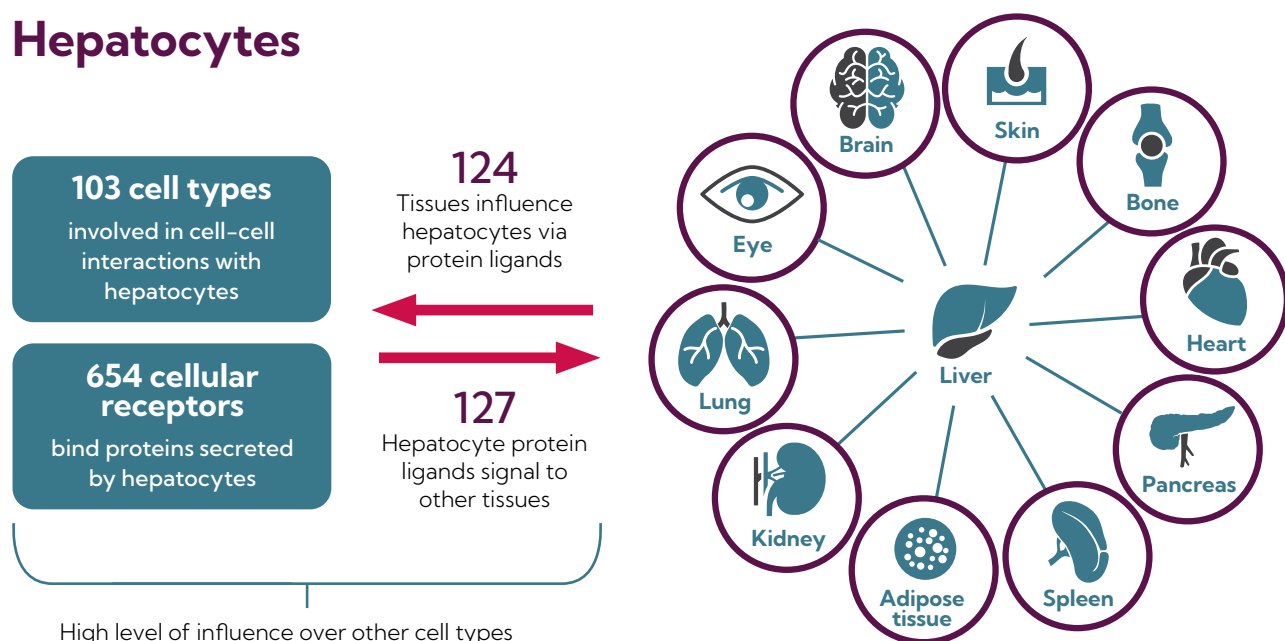 Hepatocytes
103 cell types
involved in cell-cell
interactions with
hepatocytes
654 cellular
receptors
bind proteins secreted
by hepatocytes
124
Tissues influence
hepatocytes via
protein ligands
127
Hepatocyte protein
ligands signal to
other tissues
High level of influence over other cell types
Brain
Skin
Bone
Eye
Heart
Lung
Liver
Pancreas
Kidney
Adipose
tissue
Spleen